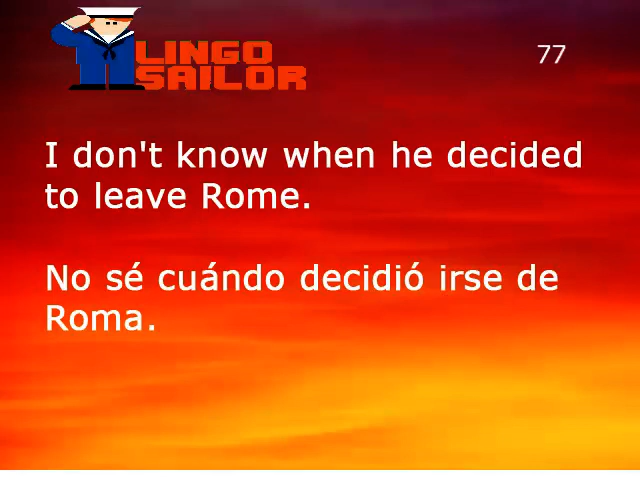 LINGO
SAILOR
77
I don't know when he decided
to leave Rome.
No sé cuándo decidió irse de
Roma.